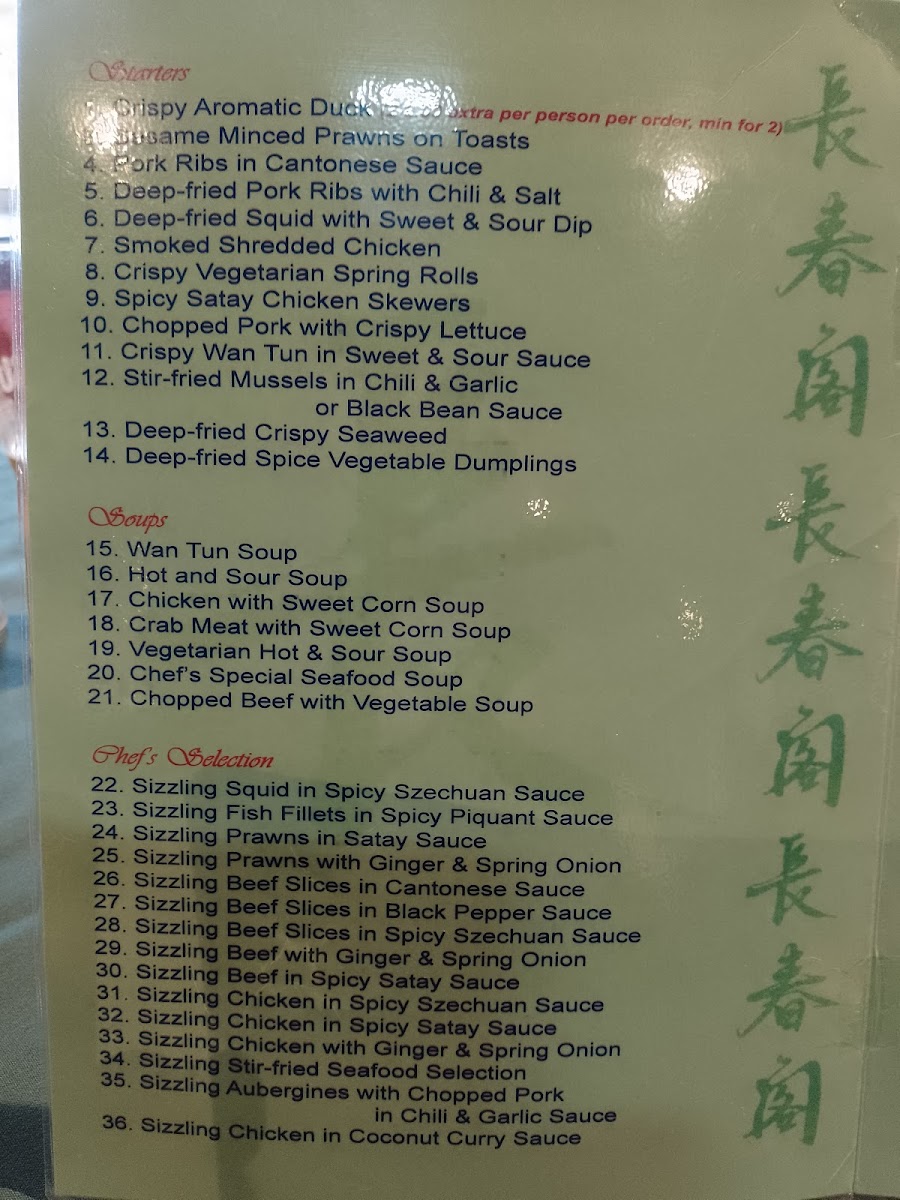 Starters
Crispy Aromatic Duck extra per person per order, min for 2)
Sesame Minced Prawns on Toasts
4. Pork Ribs in Cantonese Sauce
5. Deep-fried Pork Ribs with Chili & Salt
6. Deep-fried Squid with Sweet & Sour Dip
7. Smoked Shredded Chicken
8. Crispy Vegetarian Spring Rolls
9. Spicy Satay Chicken Skewers
10. Chopped Pork with Crispy Lettuce
11. Crispy Wan Tun in Sweet & Sour Sauce
12. Stir-fried Mussels in Chili & Garlic
or Black Bean Sauce
13. Deep-fried Crispy Seaweed
14. Deep-fried Spice Vegetable Dumplings
Soups
15. Wan Tun Soup
16. Hot and Sour Soup
17. Chicken with Sweet Corn Soup
18. Crab Meat with Sweet Corn Soup
19. Vegetarian Hot & Sour Soup
20. Chef's Special Seafood Soup
21. Chopped Beef with Vegetable Soup
Chef's Selection
22. Sizzling Squid in Spicy Szechuan Sauce
23. Sizzling Fish Fillets in Spicy Piquant Sauce
24. Sizzling Prawns in Satay Sauce
25. Sizzling Prawns with Ginger & Spring Onion
26. Sizzling Beef Slices in Cantonese Sauce
27. Sizzling Beef Slices in Black Pepper Sauce
28. Sizzling Beef Slices in Spicy Szechuan Sauce
29. Sizzling Beef with Ginger & Spring Onion
30. Sizzling Beef in Spicy Satay Sauce
31. Sizzling Chicken in Spicy Szechuan Sauce
32. Sizzling Chicken in Spicy Satay Sauce
33. Sizzling Chicken with Ginger & Spring Onion
34. Sizzling Stir-fried Seafood Selection
35. Sizzling Aubergines with Chopped Pork
in Chili & Garlic Sauce
36. Sizzling Chicken in Coconut Curry Sauce
長春閣長春閣長春閣